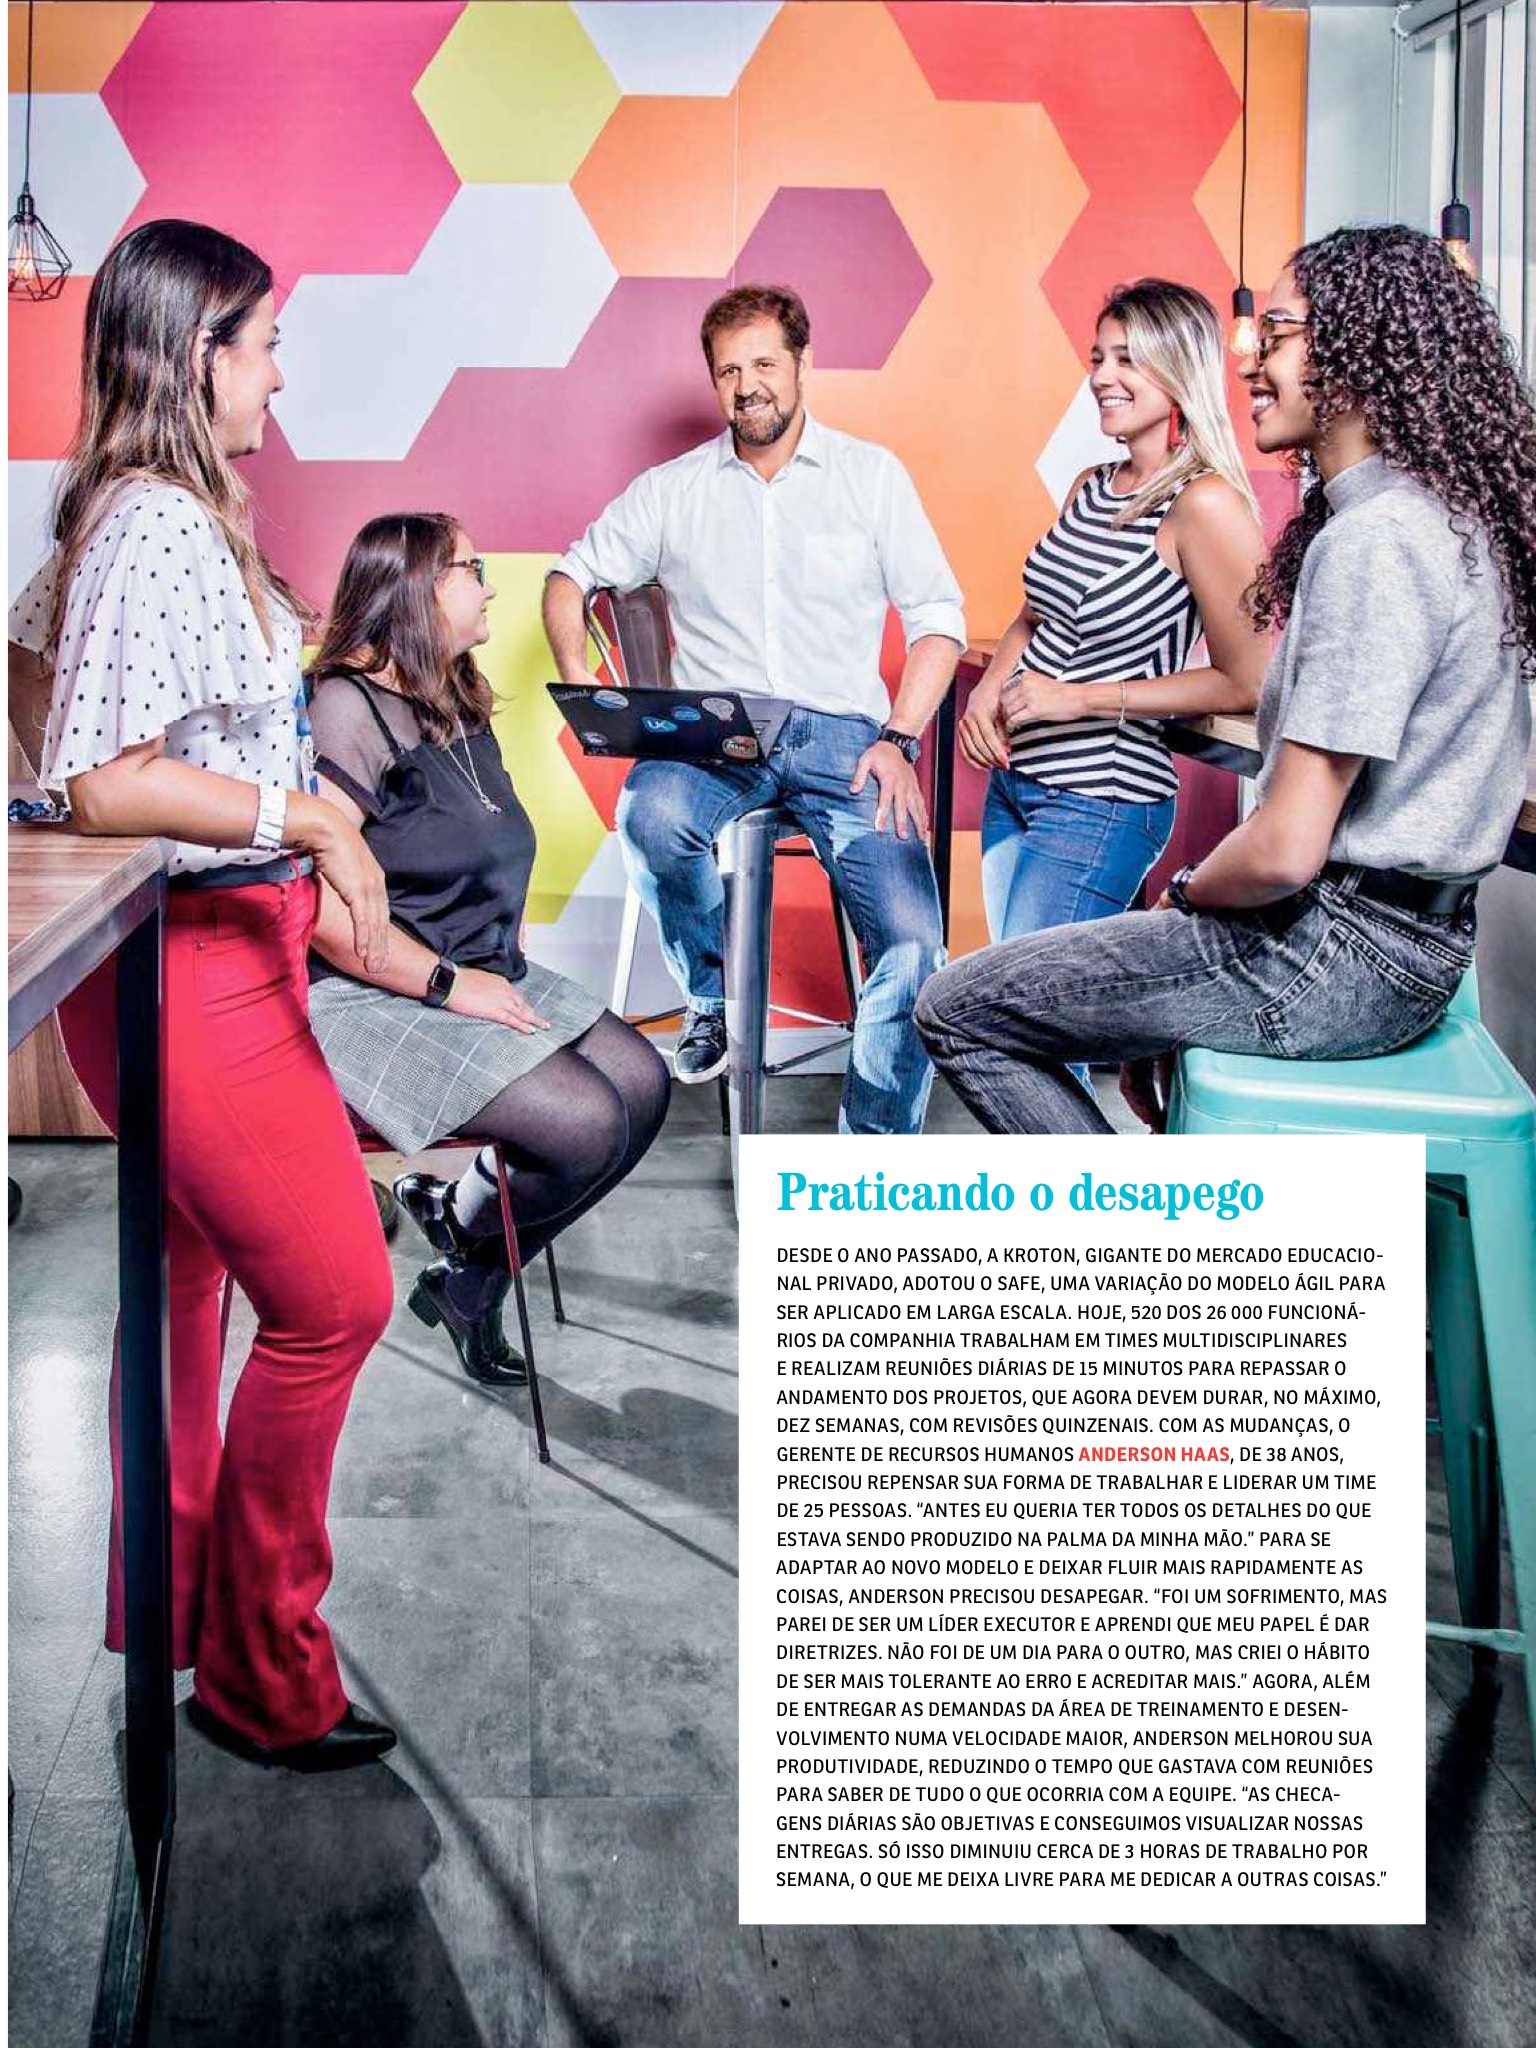 Praticando o desapego
DESDE O ANO PASSADO, A KROTON, GIGANTE DO MERCADO EDUCACIO-
NAL PRIVADO, ADOTOU O SAFE, UMA VARIAÇÃO DO MODELO ÁGIL PARA
SER APLICADO EM LARGA ESCALA. HOJE, 520 DOS 26 000 FUNCIONÁ-
RIOS DA COMPANHIA TRABALHAM EM TIMES MULTIDISCIPLINARES
E REALIZAM REUNIÕES DIÁRIAS DE 15 MINUTOS PARA REPASSAR O
ANDAMENTO DOS PROJETOS, QUE AGORA DEVEM DURAR, NO MÁXIMO,
DEZ SEMANAS, COM REVISÕES QUINZENAIS. COM AS MUDANÇAS, O
GERENTE DE RECURSOS HUMANOS ANDERSON HAAS, DE 38 ANOS,
PRECISOU REPENSAR SUA FORMA DE TRABALHAR E LIDERAR UM TIME
DE 25 PESSOAS. “ANTES EU QUERIA TER TODOS OS DETALHES DO QUE
ESTAVA SENDO PRODUZIDO NA PALMA DA MINHA MÃO.” PARA SE
ADAPTAR AO NOVO MODELO E DEIXAR FLUIR MAIS RAPIDAMENTE AS
COISAS, ANDERSON PRECISOU DESAPEGAR. “FOI UM SOFRIMENTO, MAS
PAREI DE SER UM LÍDER EXECUTOR E APRENDI QUE MEU PAPEL É DAR
DIRETRIZES. NÃO FOI DE UM DIA PARA O OUTRO, MAS CRIEI O HÁBITO
DE SER MAIS TOLERANTE AO ERRO E ACREDITAR MAIS.” AGORA, ALÉM
DE ENTREGAR AS DEMANDAS DA ÁREA DE TREINAMENTO E DESEN-
VOLVIMENTO NUMA VELOCIDADE MAIOR, ANDERSON MELHOROU SUA
PRODUTIVIDADE, REDUZINDO O TEMPO QUE GASTAVA COM REUNIÕES
PARA SABER DE TUDO O QUE OCORRIA COM A EQUIPE. “AS CHECA-
GENS DIÁRIAS SÃO OBJETIVAS E CONSEGUIMOS VISUALIZAR NOSSAS
ENTREGAS. SÓ ISSO DIMINUIU CERCA DE 3 HORAS DE TRABALHO POR
SEMANA, O QUE ME DEIXA LIVRE PARA ME DEDICAR A OUTRAS COISAS.”